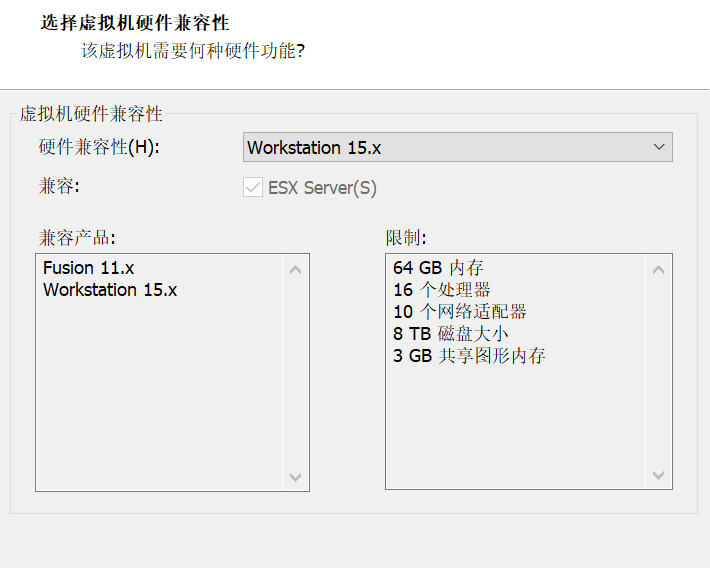 选择虚拟机硬件兼容性
该虚拟机需要何种硬件功能?
虚拟机硬件兼容性
硬件兼容性(H):
Workstation 15.x
兼容:
ESX Server(S)
兼容产品:
Fusion 11.x
Workstation 15.x
限制:
64 GB 内存
16 个处理器
10 个网络适配器
8 TB 磁盘大小
3 GB 共享图形内存